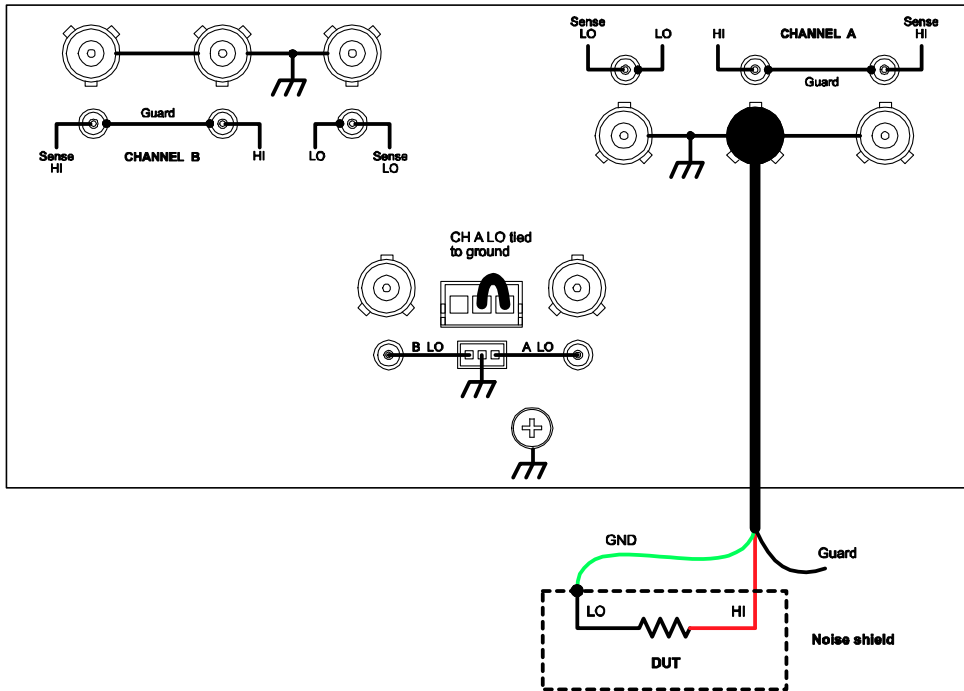 Sense
LO
LO
HI
CHANNEL A
Sense
HI
Guard
Guard
Sense
HI
CHANNEL B
HI
LO
Sense
LO
CH A LO tied
to ground
B LO
A LO
GND
Guard
LO
HI
DUT
Noise shield